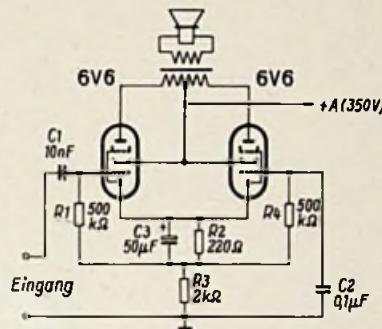 6V6 6V6
+A(350V)
C1
10nF
R1 500 kΩ
C3 50µF
+
R2 220Ω
R4 500 kΩ
Eingang
R3 2kΩ
C2 0,1µF